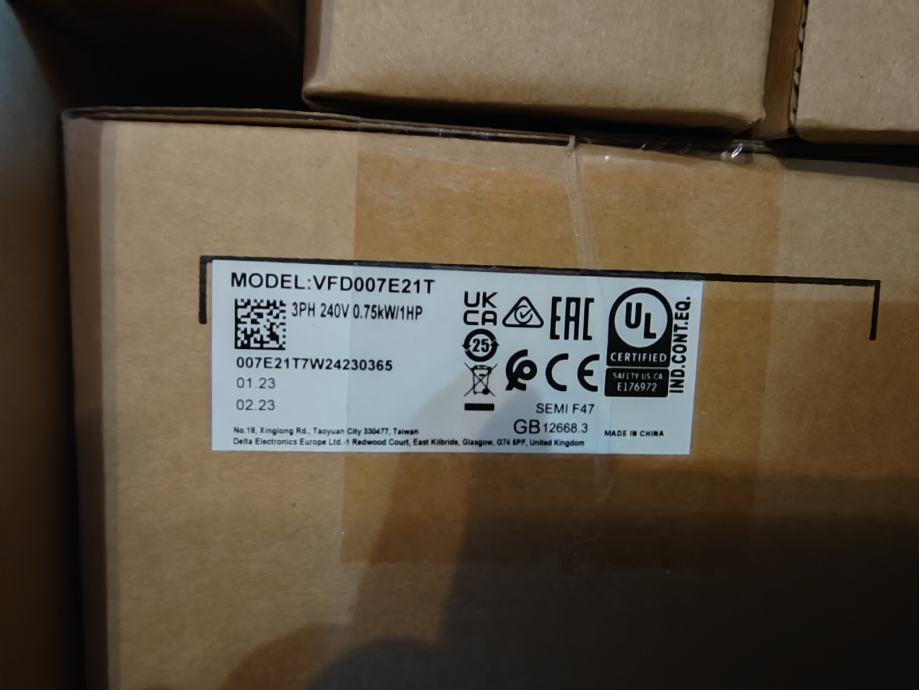 MODEL:VFD007E21T
3PH 240V 0.75kW/1HP
007E21T7W24230365
01.23
02.23
UK
CA
EAC
25
CE
UL
CERTIFIED
SAFETY US CA
E176972
IND.CONT.EQ.
SEMI F47
GB12668.3
MADE IN CHINA
No.18, Xinglong Rd., Taoyuan City 330477, Taiwan
Delta Electronics Europe Ltd.-1 Redwood Court, East Kilbride, Glasgow, G74 5PF, United Kingdom